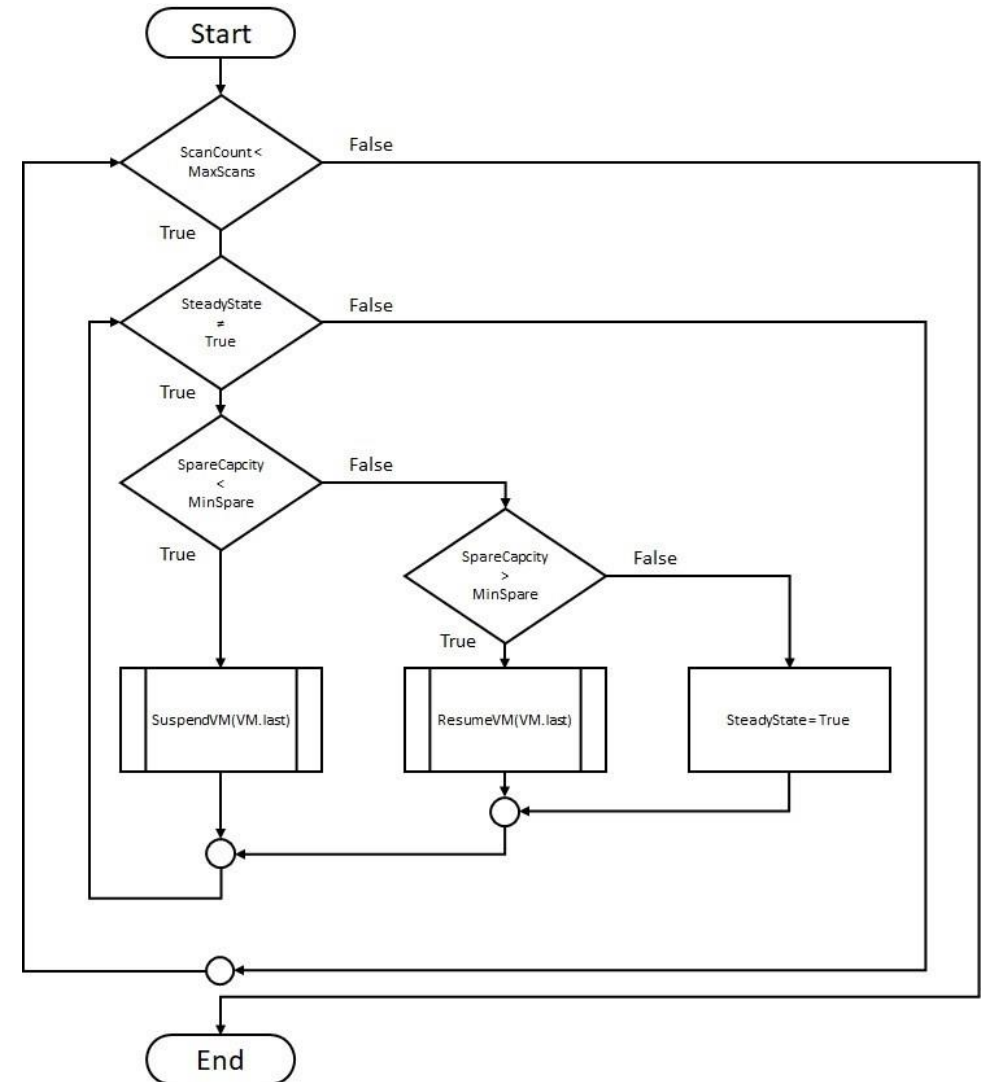 Start
ScanCount<
MaxScans
False
True
SteadyState
≠
True
False
True
SpareCapcity
<
MinSpare
False
True
SpareCapcity
>
MinSpare
False
True
SuspendVM(VM.last)
ResumeVM(VM.last)
SteadyState=True
End